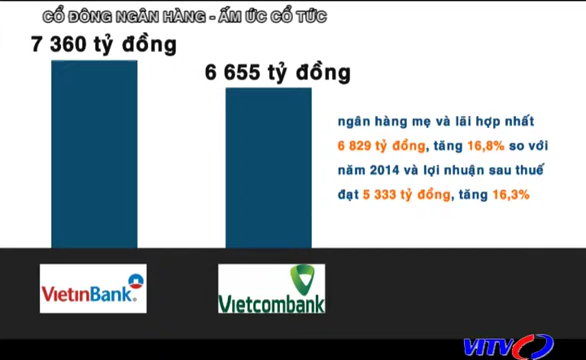 CỔ ĐÔNG NGÂN HÀNG - ẤM ỨC CỔ TỨC
7 360 tỷ đồng
6 655 tỷ đồng
ngân hàng mẹ và lãi hợp nhất
6 829 tỷ đồng, tăng 16,8% so với
năm 2014 và lợi nhuận sau thuế
đạt 5 333 tỷ đồng, tăng 16,3%
VietinBank
Vietcombank
VITV